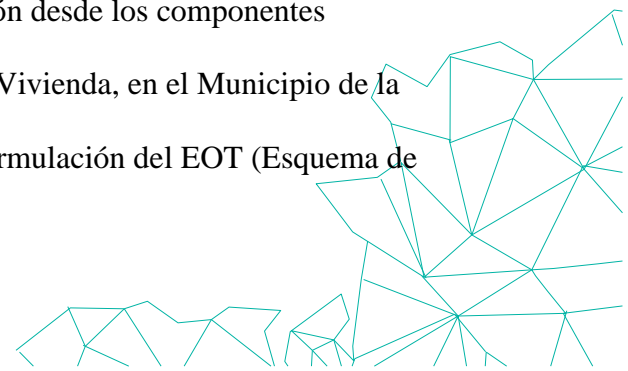 ón desde los componentes
Vivienda, en el Municipio de la
rmulación del EOT (Esquema de